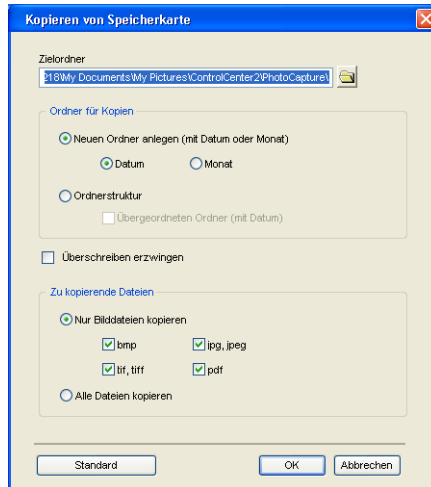 Kopieren von Speicherkarte
Zielordner
218\My Documents\My Pictures\ControlCenter2\PhotoCapture\
Ordner für Kopien
Neuen Ordner anlegen (mit Datum oder Monat)
Datum Monat
Ordnerstruktur
Übergeordneten Ordner (mit Datum)
Überschreiben erzwingen
Zu kopierende Dateien
Nur Bilddateien kopieren
bmp jpg, jpeg
tif, tiff pdf
Alle Dateien kopieren
Standard OK Abbrechen